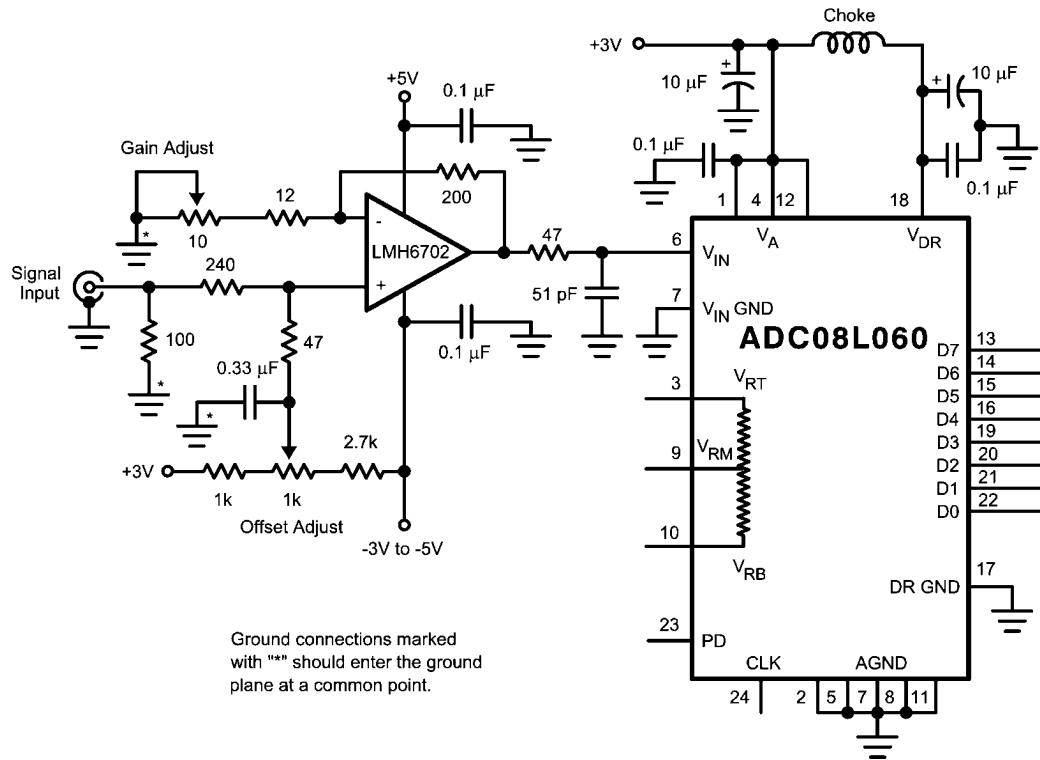 Choke
+3V
10 µF
+
+
10 µF
+5V
0.1 µF
0.1 µF
0.1 µF
Gain Adjust
12
200
1
4
12
18
10
*
-
LMH6702
+
47
6
V_IN
V_A
V_DR
Signal
Input
240
51 pF
7
V_IN GND
ADC08L060
100
47
0.1 µF
D7
13
D6
14
D5
15
D4
16
D3
19
D2
20
D1
21
D0
22
*
0.33 µF
*
3
V_RT
9
V_RM
+3V
1k
1k
2.7k
Offset Adjust
-3V to -5V
10
V_RB
DR GND
17
23
PD
Ground connections marked
with "*" should enter the ground
plane at a common point.
CLK
AGND
24
2
5
7
8
11